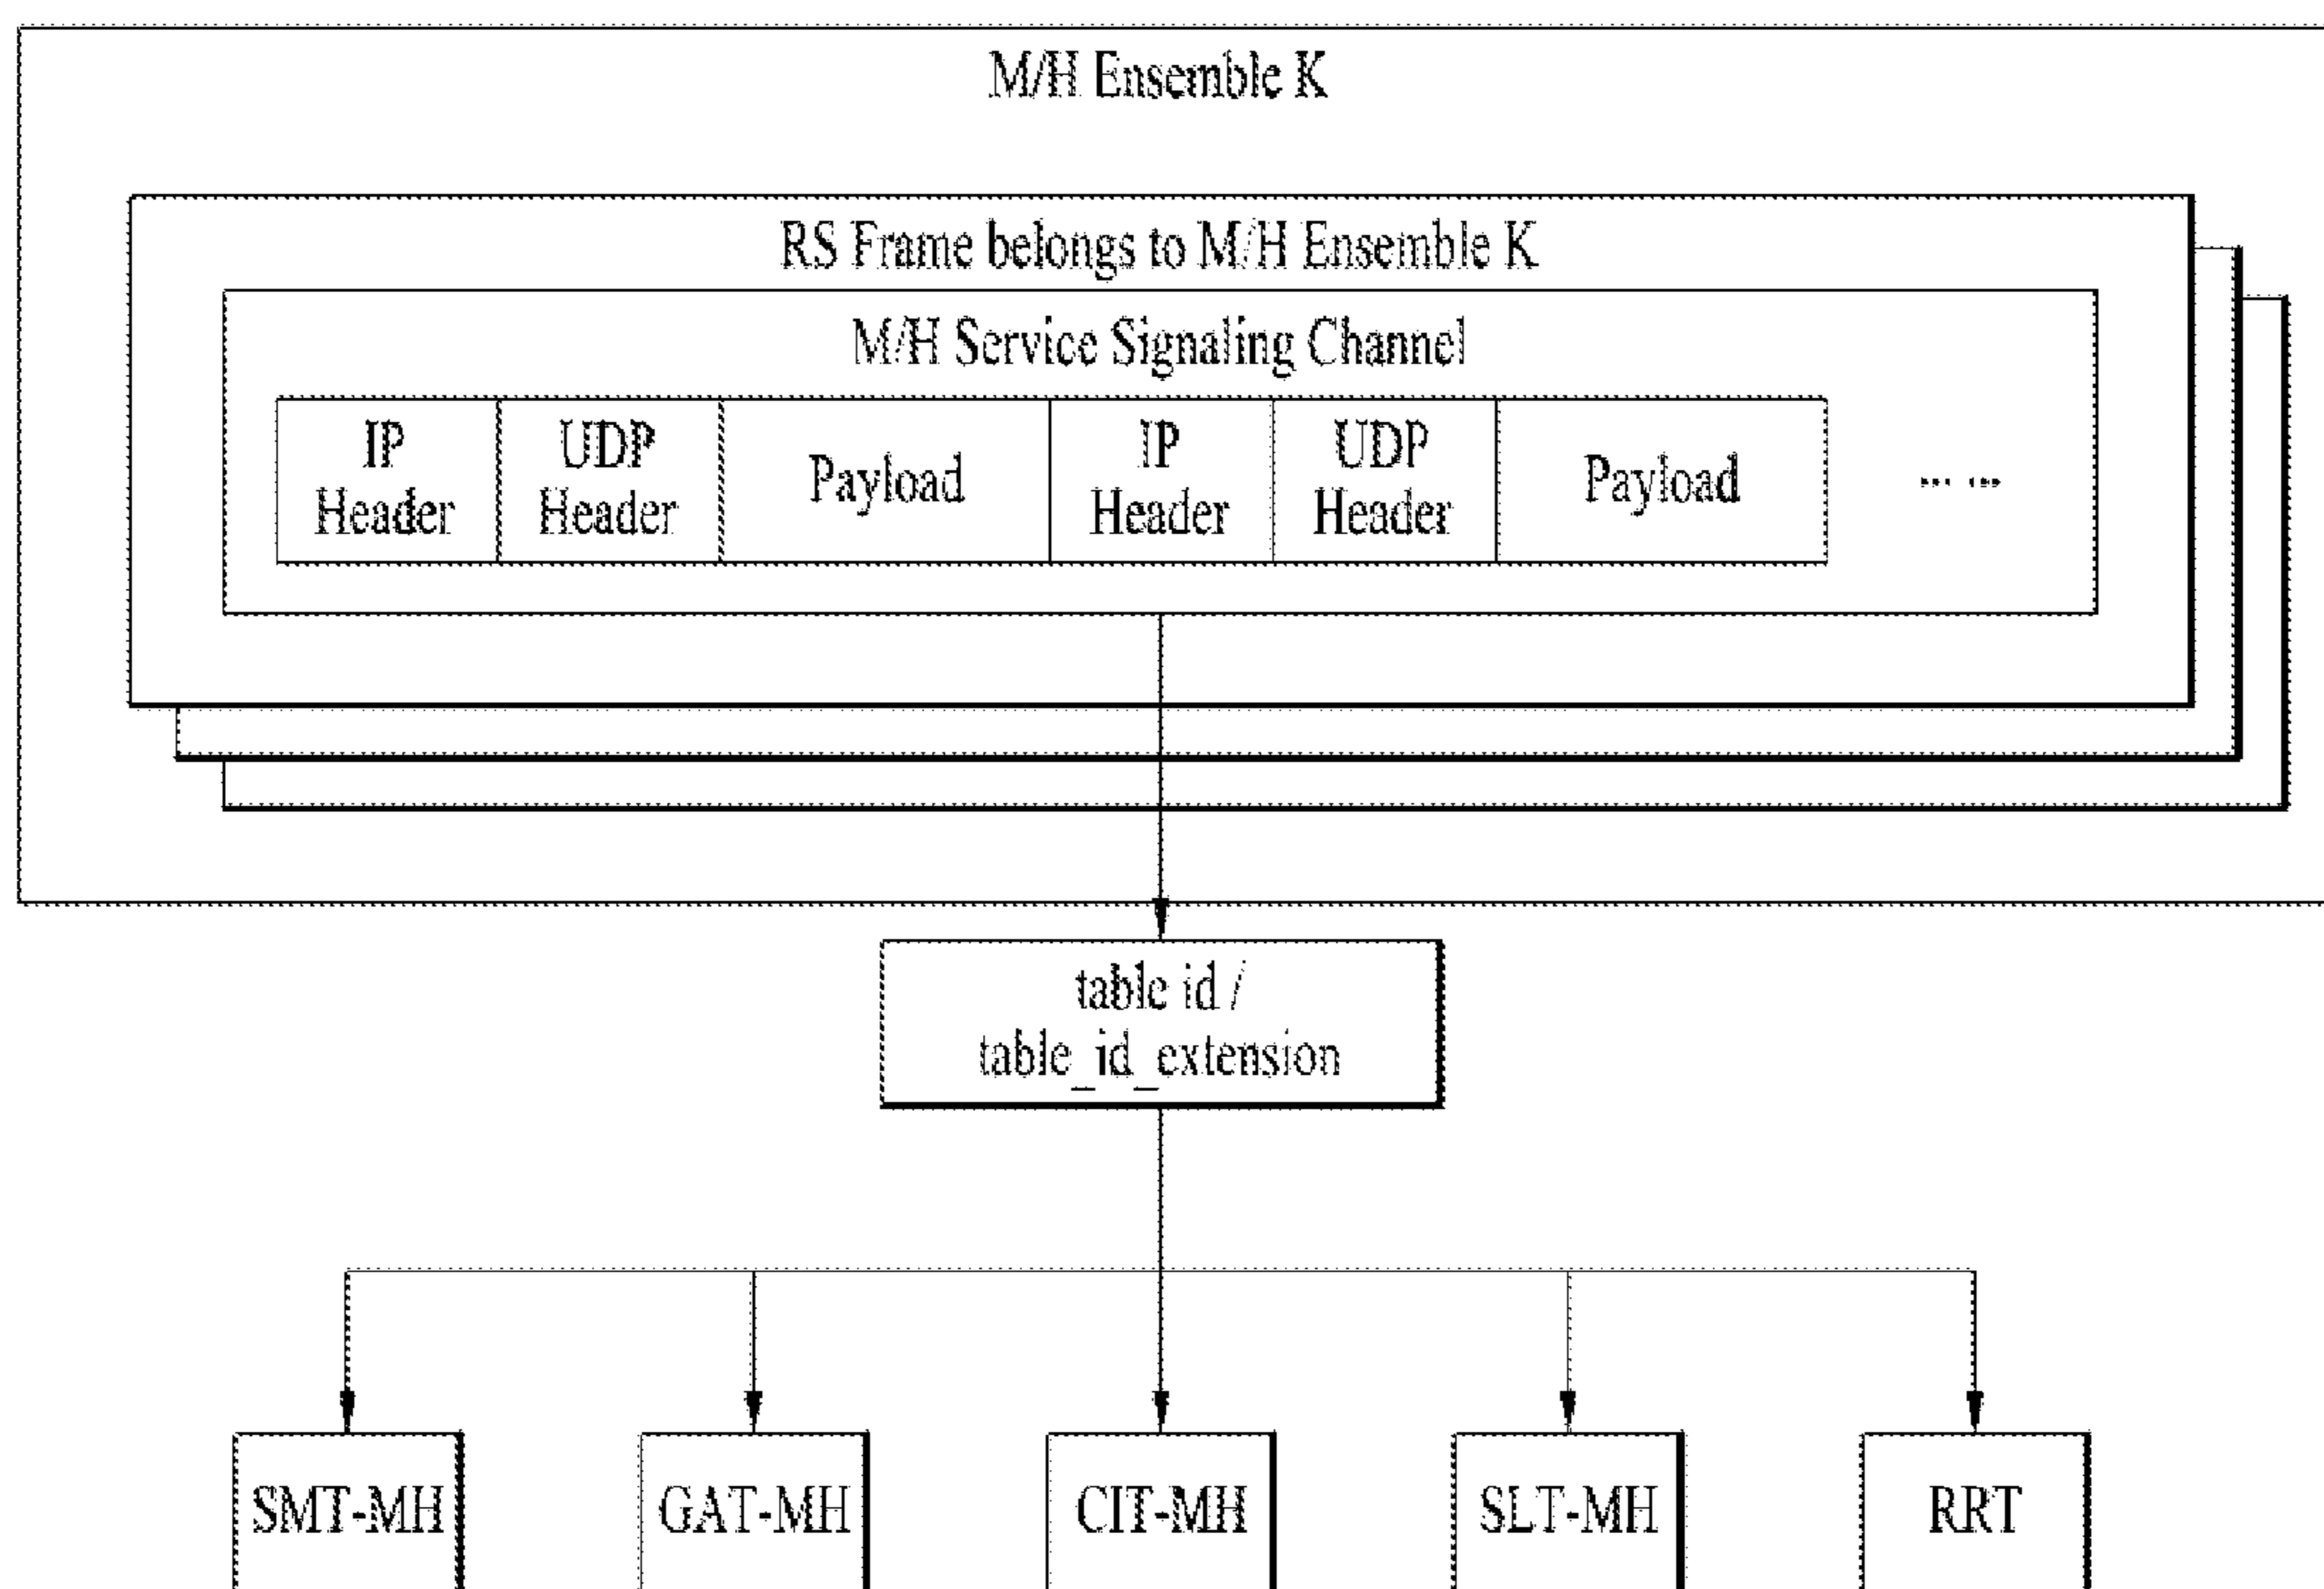 M/H Ensemble K
RS Frame belongs to M/H Ensemble K
M/H Service Signaling Channel
IP Header
UDP Header
Payload
IP Header
UDP Header
Payload
... ...
table id /
table_id_extension
SMT-MH
GAT-MH
CIT-MH
SLT-MH
RRT